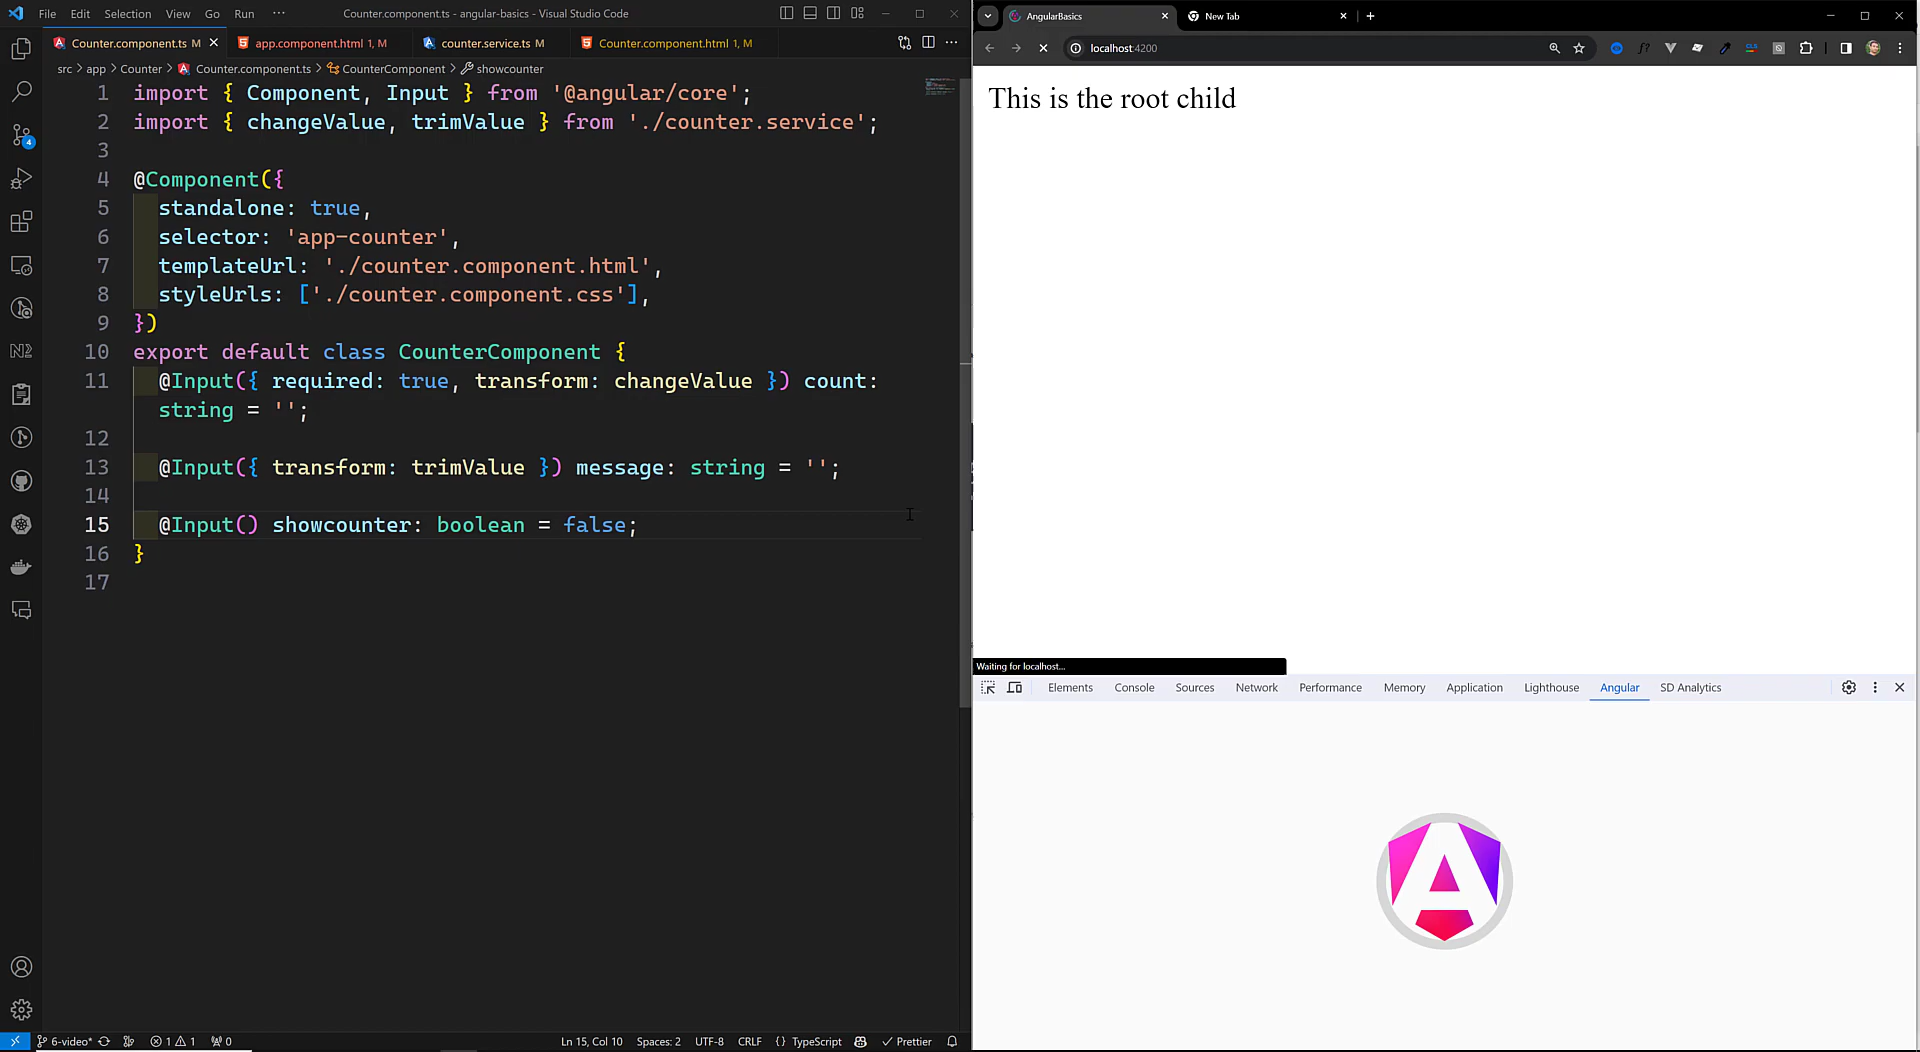 File Edit Selection View Go Run ··· Counter.component.ts - angular-basics - Visual Studio Code
Counter.component.ts M app.component.html 1, M counter.service.ts M Counter.component.html 1, M
src > app > Counter > Counter.component.ts > CounterComponent > showcounter
1 import { Component, Input } from '@angular/core';
2 import { changeValue, trimValue } from './counter.service';
3
4 @Component({
5 standalone: true,
6 selector: 'app-counter',
7 templateUrl: './counter.component.html',
8 styleUrls: ['./counter.component.css'],
9 })
10 export default class CounterComponent {
11 @Input({ required: true, transform: changeValue }) count:
string = '';
12
13 @Input({ transform: trimValue }) message: string = '';
14
15 @Input() showcounter: boolean = false;
16 }
17
4
N2
6-video* 1 1 0 Ln 15, Col 10 Spaces: 2 UTF-8 CRLF { } TypeScript Prettier
AngularBasics New Tab
localhost:4200
f? CLS
This is the root child
Waiting for localhost...
Elements Console Sources Network Performance Memory Application Lighthouse Angular SD Analytics
A